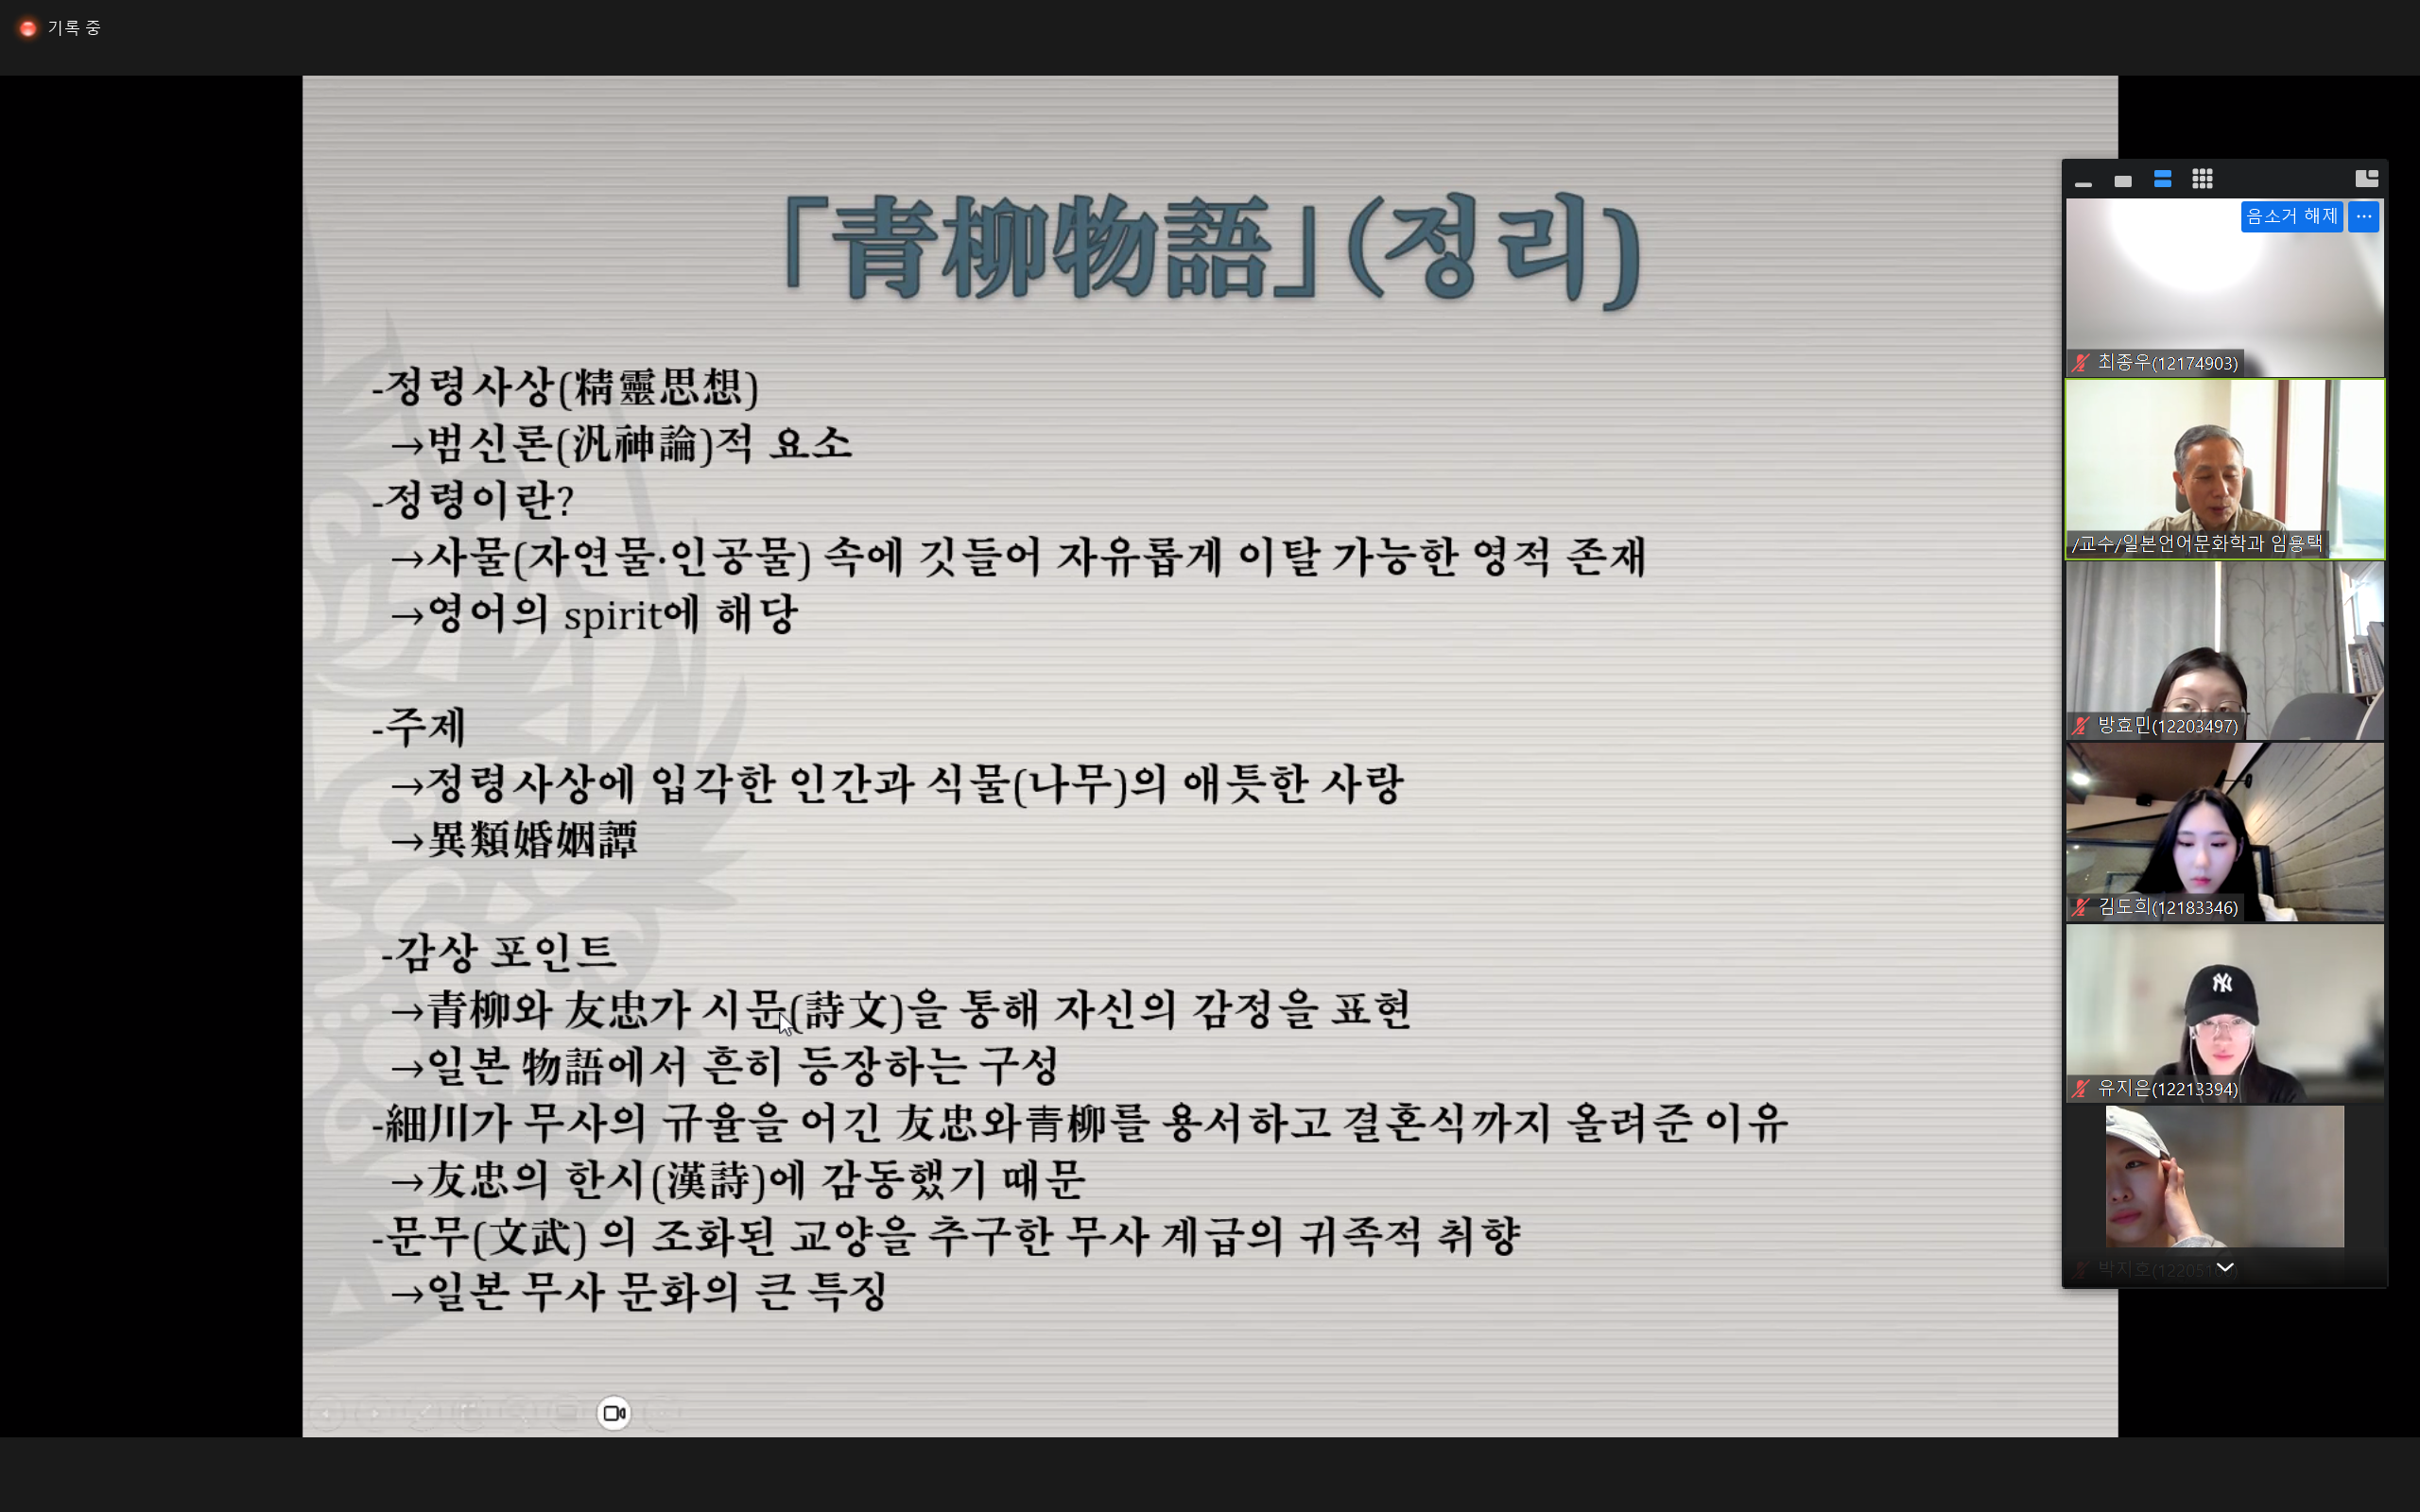 기록 중
「青柳物語」(정리)
-정령사상(精靈思想)
→범신론(汎神論)적 요소
-정령이란?
→사물(자연물·인공물) 속에 깃들어 자유롭게 이탈 가능한 영적 존재
→영어의 spirit에 해당
-주제
→정령사상에 입각한 인간과 식물(나무)의 애틋한 사랑
→異類婚姻譚
-감상 포인트
→青柳와 友忠가 시문(詩文)을 통해 자신의 감정을 표현
→일본 物語에서 흔히 등장하는 구성
-細川가 무사의 규율을 어긴 友忠와青柳를 용서하고 결혼식까지 올려준 이유
→友忠의 한시(漢詩)에 감동했기 때문
-문무(文武) 의 조화된 교양을 추구한 무사 계급의 귀족적 취향
→일본 무사 문화의 큰 특징
음소거 해제
최종우(12174903)
/교수/일본언어문화학과 임용택
방효민(12203497)
김도희(12183346)
NY
유지은(12213394)
박지호